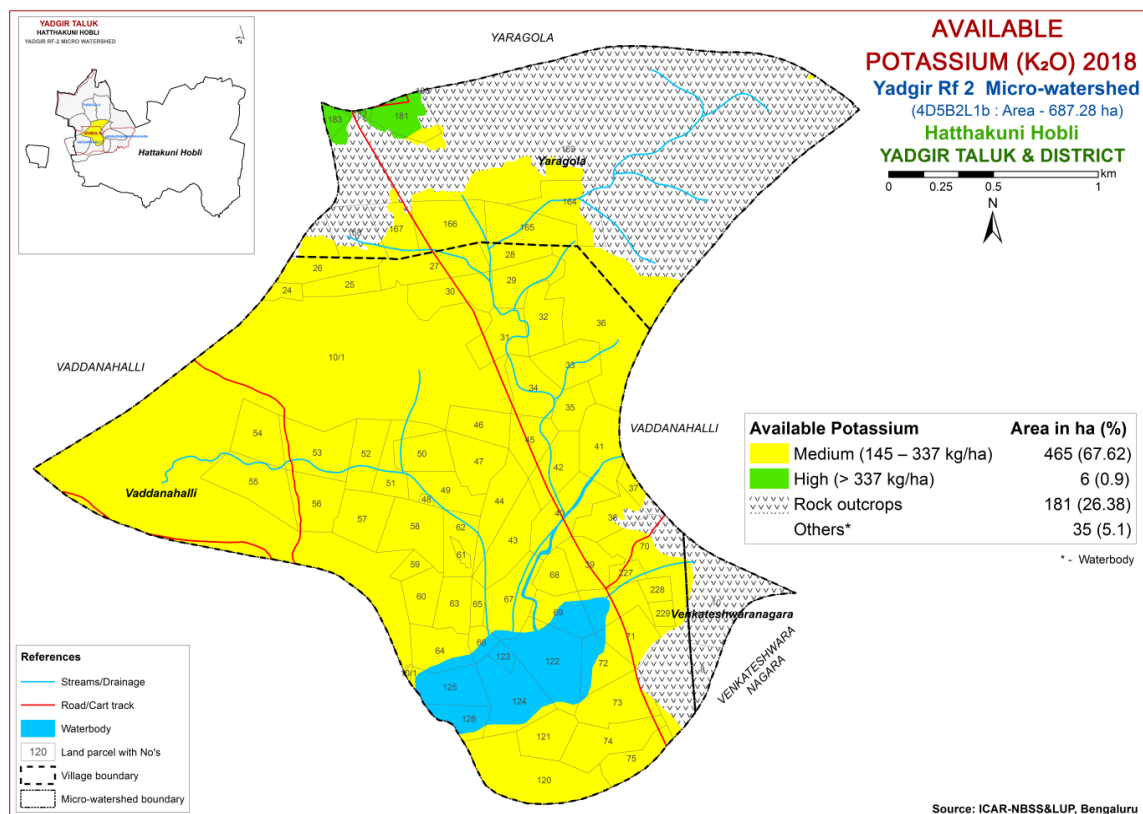 YADGIR TALUK
HATTHAKUNI HOBLI
YADGIR RF-2 MICRO WATERSHED
N
Hattakuni Hobli
AVAILABLE
POTASSIUM (K₂O) 2018
Yadgir Rf 2 Micro-watershed
(4D5B2L1b : Area - 687.28 ha)
Hatthakuni Hobli
YADGIR TALUK & DISTRICT
km
0 0.25 0.5 1
N
YARAGOLA
183
181
Yaragola
164
166
167
165
168
28
26
27
29
25
24
30
32
36
31
10/1
33
VADDANAHALLI
34
35
46
VADDANAHALLI
54
45
41
53
52
50
47
42
55
51
49
37
Vaddanahalli
48
44
56
57
58
62
40
38
43
70
61
59
39
68
227
228
60
63
65
67
10
69
229
Venkateshwaranagara
66
71
64
123
122
72
10/1
5
125
124
73
126
121
74
75
120
VENKATESHWARA
NAGARA
Available Potassium Area in ha (%)
Medium (145 – 337 kg/ha) 465 (67.62)
High (> 337 kg/ha) 6 (0.9)
Rock outcrops 181 (26.38)
Others* 35 (5.1)
* - Waterbody
References
Streams/Drainage
Road/Cart track
Waterbody
120 Land parcel with No's
Village boundary
Micro-watershed boundary
Source: ICAR-NBSS&LUP, Bengaluru